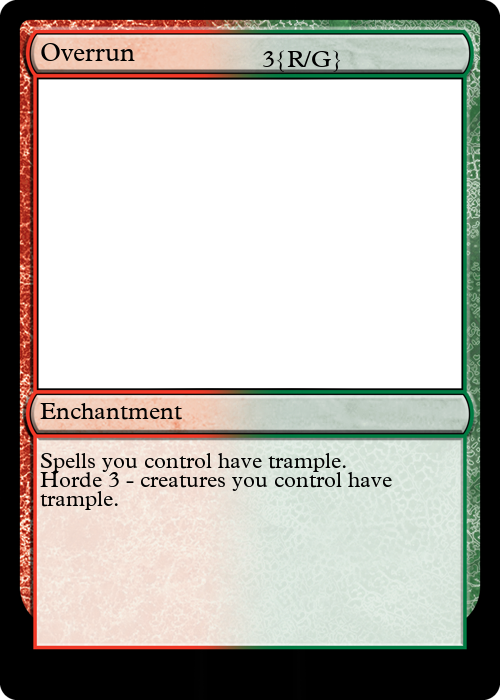 Overrun
3{R/G}
Enchantment
Spells you control have trample.
Horde 3 - creatures you control have
trample.